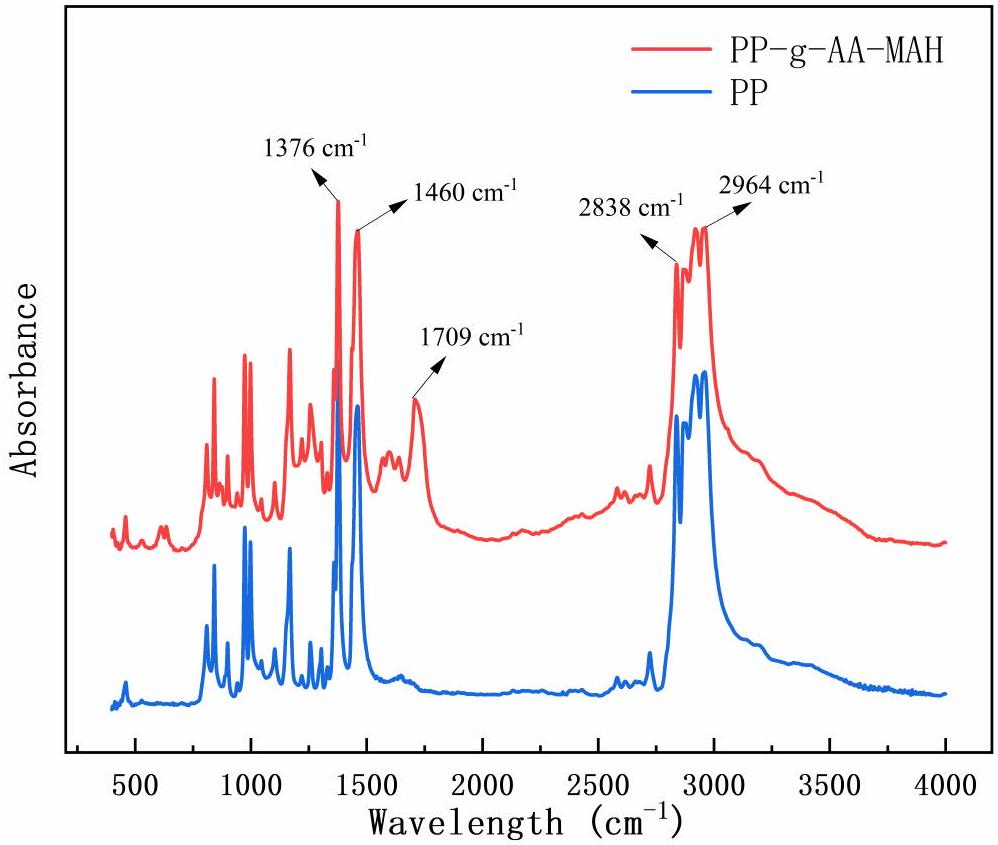 PP-g-AA-MAH
PP
1376 cm⁻¹
1460 cm⁻¹
2838 cm⁻¹
2964 cm⁻¹
1709 cm⁻¹
Absorbance
500 1000 1500 2000 2500 3000 3500 4000
Wavelength (cm⁻¹)